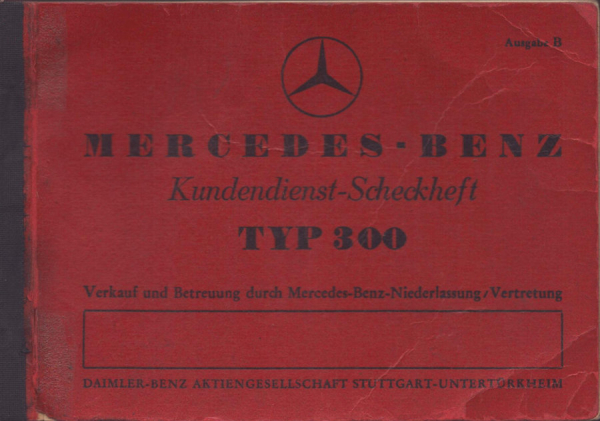 Ausgabe B
MERCEDES-BENZ
Kundendienst-Scheckheft
TYP 300
Verkauf und Betreuung durch Mercedes-Benz-Niederlassung/Vertretung
DAIMLER-BENZ AKTIENGESELLSCHAFT STUTTGART-UNTERTÜRKHEIM